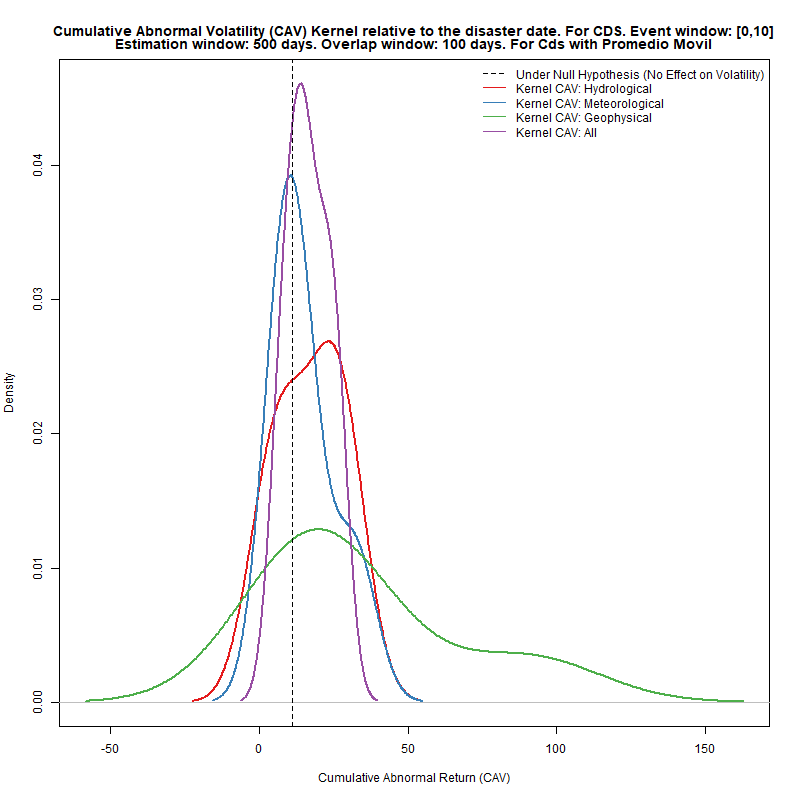 Cumulative Abnormal Volatility (CAV) Kernel relative to the disaster date. For CDS. Event window: [0,10]
Estimation window: 500 days. Overlap window: 100 days. For Cds with Promedio Movil
Under Null Hypothesis (No Effect on Volatility)
Kernel CAV: Hydrological
Kernel CAV: Meteorological
Kernel CAV: Geophysical
Kernel CAV: All
Density
0.04
0.03
0.02
0.01
0.00
-50 0 50 100 150
Cumulative Abnormal Return (CAV)